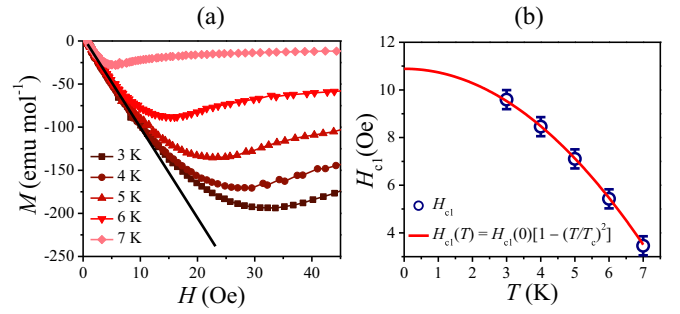 (a)
0
-50
-100
-150
-200
-250
M (emu mol⁻¹)
3 K
4 K
5 K
6 K
7 K
0 10 20 30 40
H (Oe)
(b)
12
10
8
6
4
H_c1 (Oe)
H_c1
H_c1(T) = H_c1(0)[1 − (T/T_c)²]
0 1 2 3 4 5 6 7
T (K)